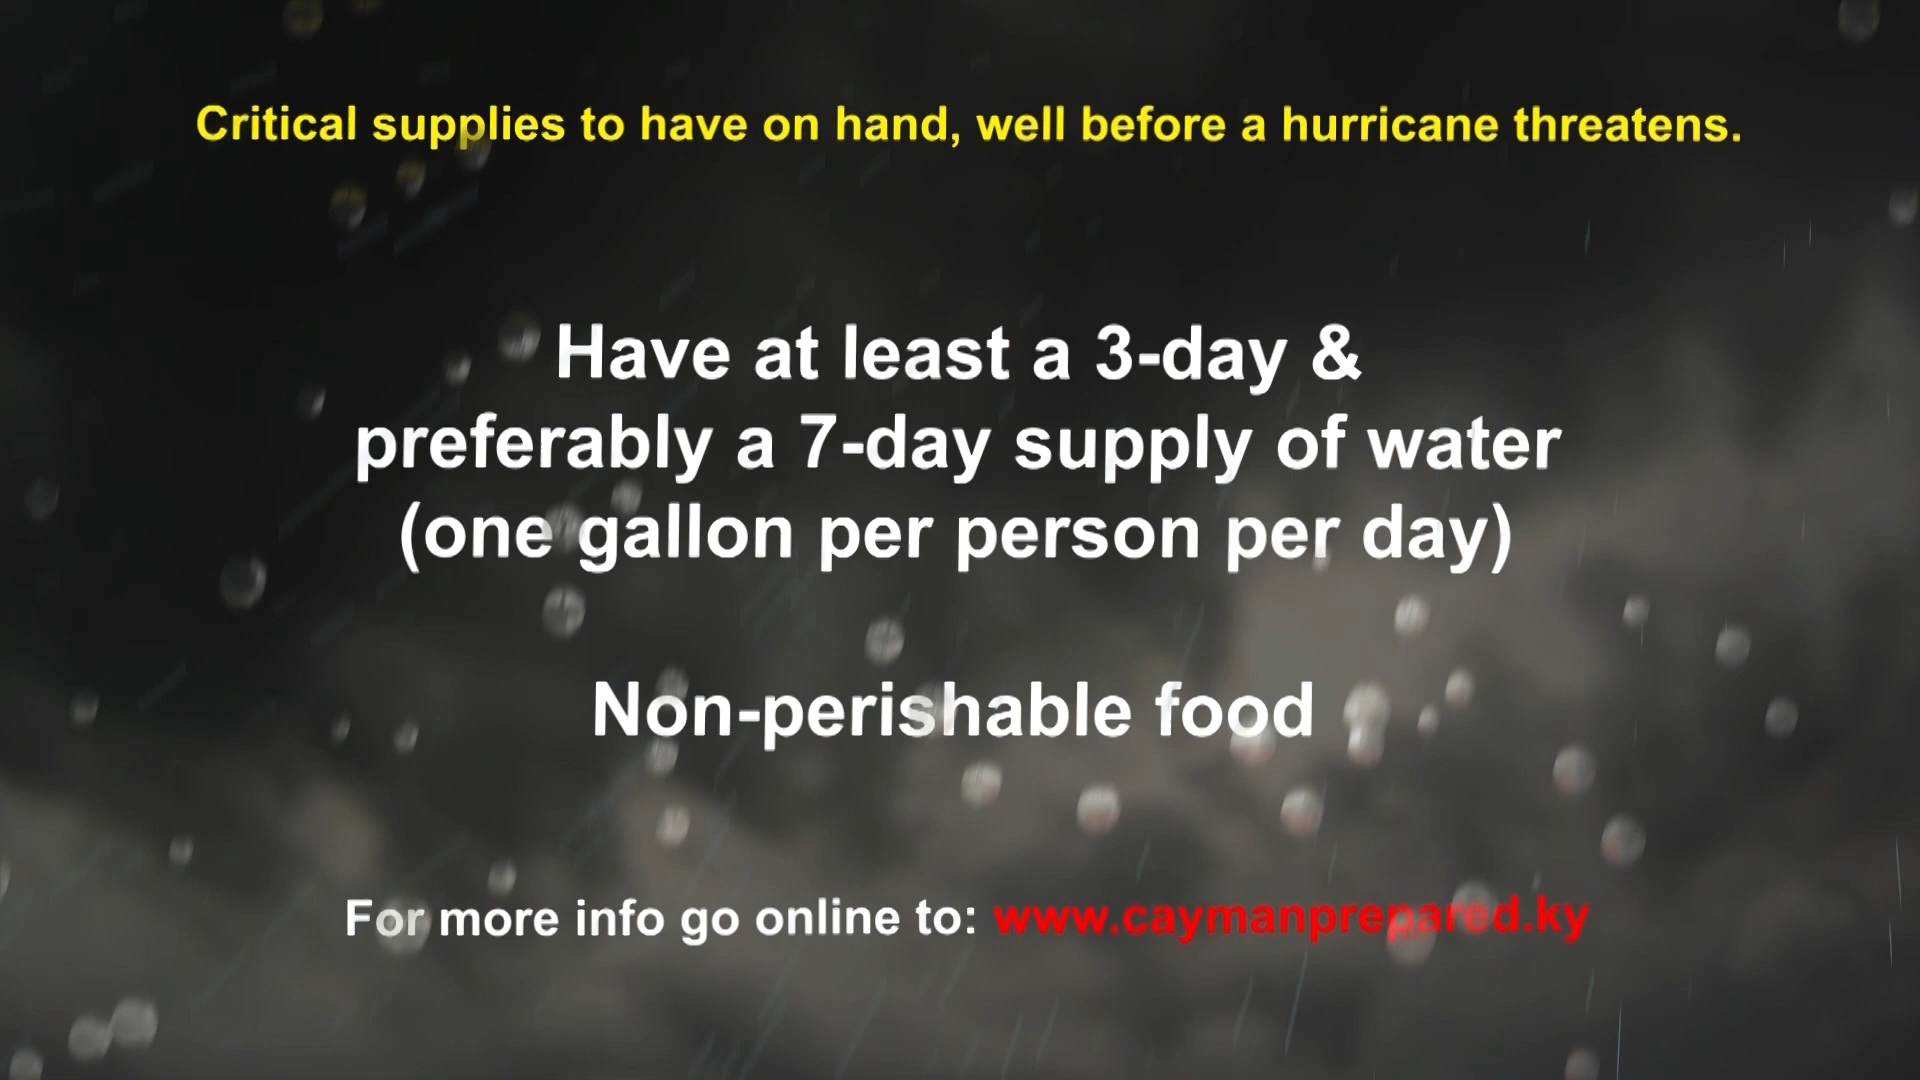 Critical supplies to have on hand, well before a hurricane threatens.
Have at least a 3-day &
preferably a 7-day supply of water
(one gallon per person per day)
Non-perishable food
For more info go online to: www.caymanprepared.ky